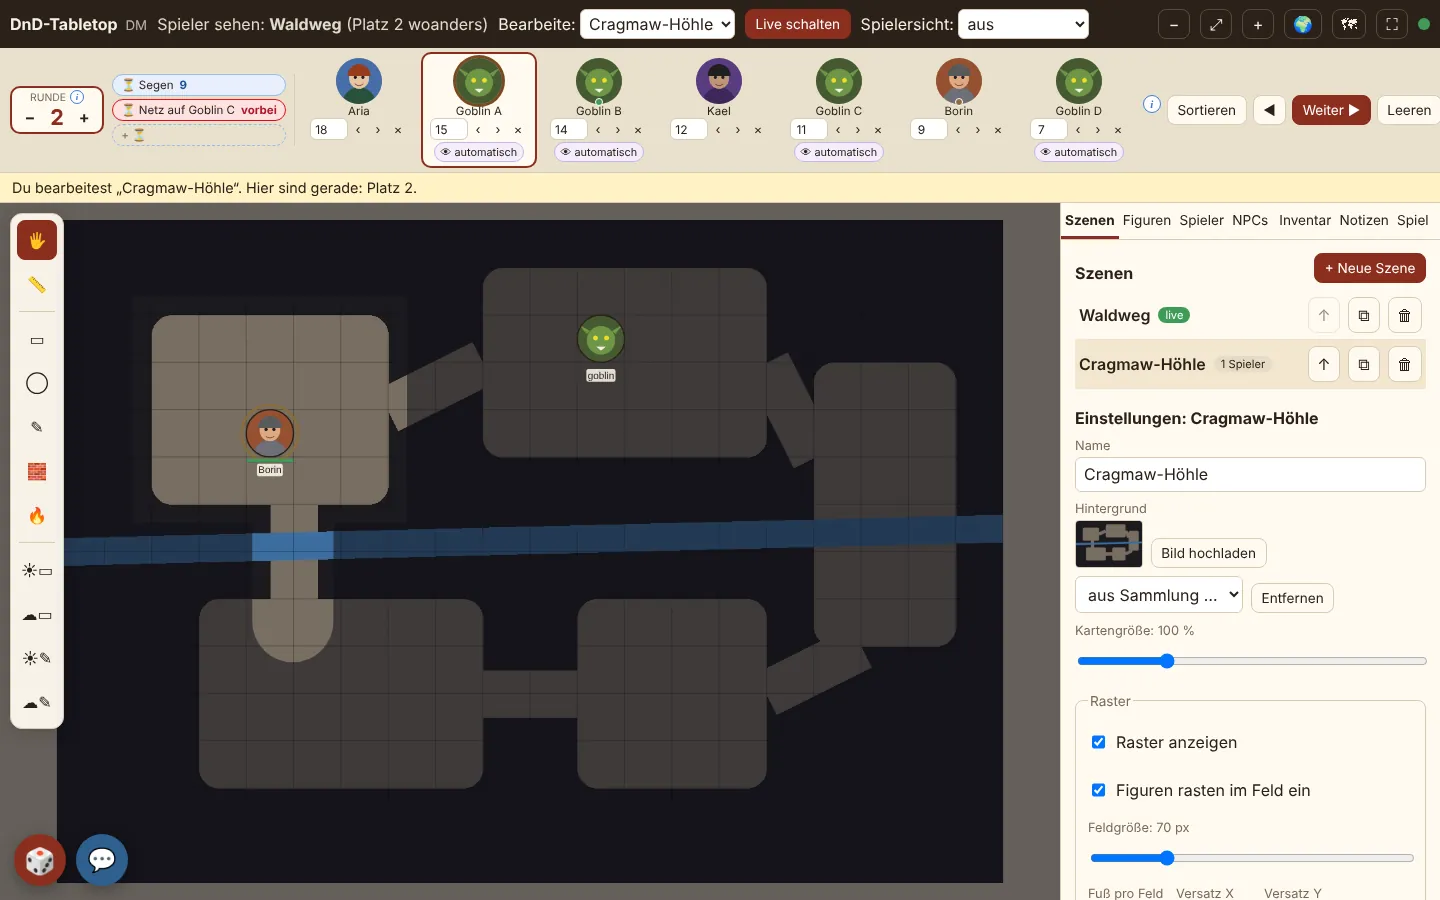 DnD-Tabletop DM Spieler sehen: Waldweg (Platz 2 woanders) Bearbeite: Cragmaw-Höhle Live schalten Spielersicht: aus
RUNDE i
− 2 +
Segen 9
Netz auf Goblin C vorbei
+
Aria
18
Goblin A
15
automatisch
Goblin B
14
automatisch
Kael
12
Goblin C
11
automatisch
Borin
9
Goblin D
7
automatisch
i Sortieren ◀ Weiter ▶ Leeren
Du bearbeitest „Cragmaw-Höhle“. Hier sind gerade: Platz 2.
goblin
Borin
Szenen Figuren Spieler NPCs Inventar Notizen Spiel
Szenen + Neue Szene
Waldweg live
Cragmaw-Höhle 1 Spieler
Einstellungen: Cragmaw-Höhle
Name
Cragmaw-Höhle
Hintergrund
Bild hochladen
aus Sammlung ... Entfernen
Kartengröße: 100 %
Raster
Raster anzeigen
Figuren rasten im Feld ein
Feldgröße: 70 px
Fuß pro Feld Versatz X Versatz Y